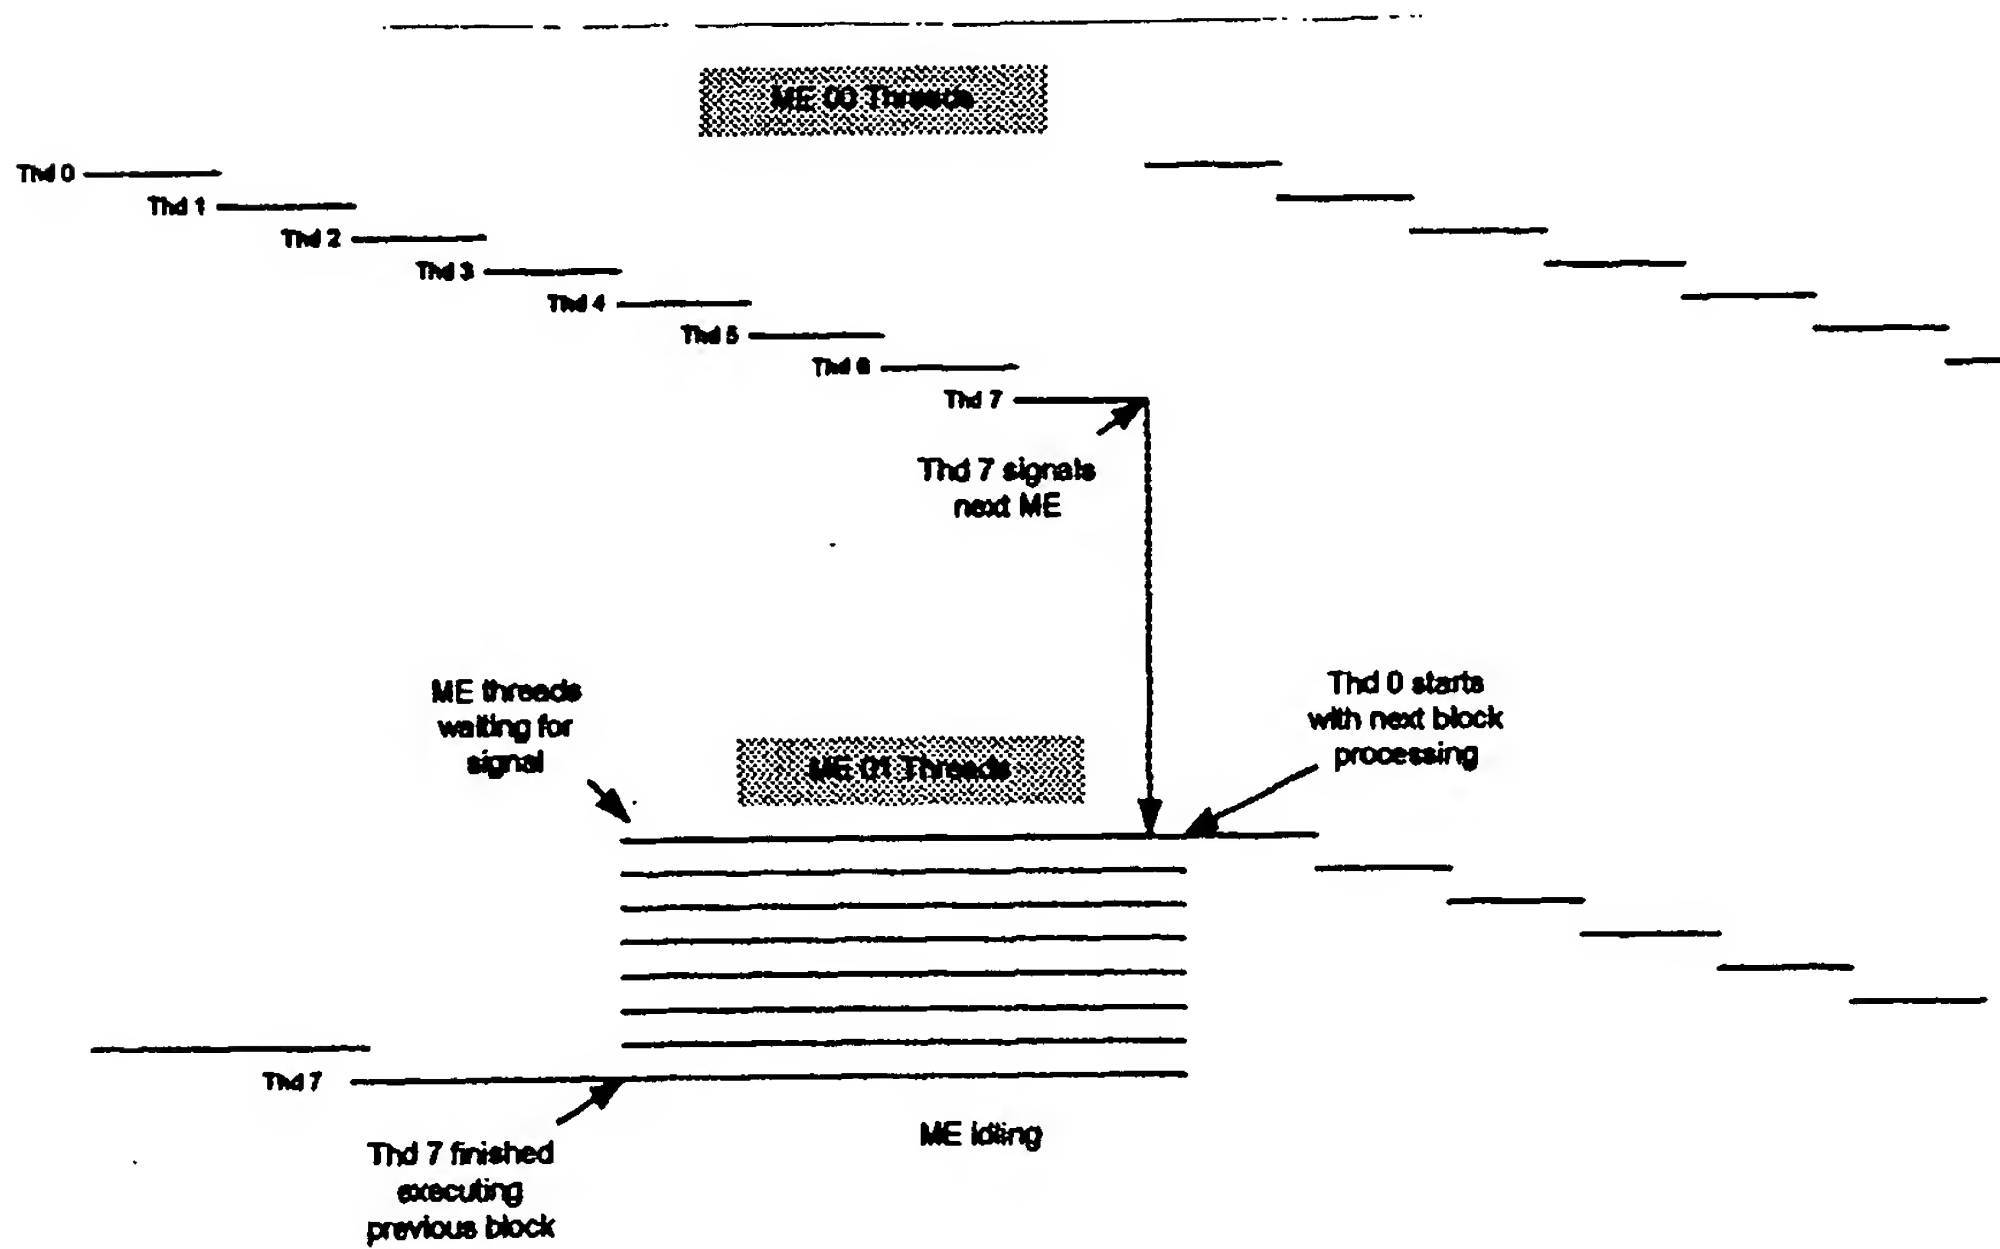 ME 00 Threads
Thd 0
Thd 1
Thd 2
Thd 3
Thd 4
Thd 5
Thd 6
Thd 7
Thd 7 signals
next ME
ME threads
waiting for
signal
ME 01 Threads
Thd 0 starts
with next block
processing
Thd 7
ME idling
Thd 7 finished
executing
previous block